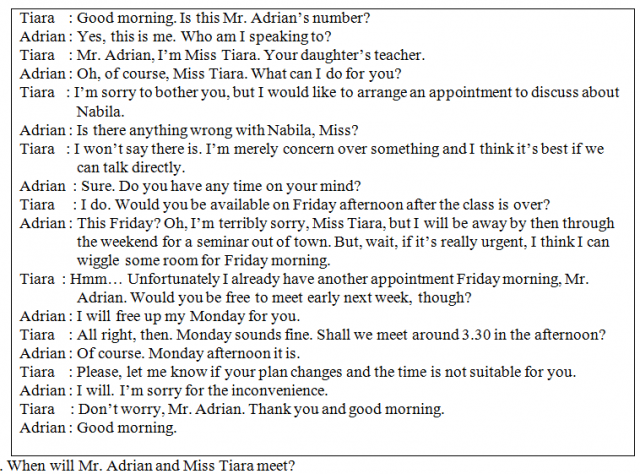 Tiara : Good morning. Is this Mr. Adrian's number?
Adrian : Yes, this is me. Who am I speaking to?
Tiara : Mr. Adrian, I'm Miss Tiara. Your daughter's teacher.
Adrian : Oh, of course, Miss Tiara. What can I do for you?
Tiara : I'm sorry to bother you, but I would like to arrange an appointment to discuss about
Nabila.
Adrian : Is there anything wrong with Nabila, Miss?
Tiara : I won't say there is. I'm merely concern over something and I think it's best if we
can talk directly.
Adrian : Sure. Do you have any time on your mind?
Tiara : I do. Would you be available on Friday afternoon after the class is over?
Adrian : This Friday? Oh, I'm terribly sorry, Miss Tiara, but I will be away by then through
the weekend for a seminar out of town. But, wait, if it's really urgent, I think I can
wiggle some room for Friday morning.
Tiara : Hmm... Unfortunately I already have another appointment Friday morning, Mr.
Adrian. Would you be free to meet early next week, though?
Adrian : I will free up my Monday for you.
Tiara : All right, then. Monday sounds fine. Shall we meet around 3.30 in the afternoon?
Adrian : Of course. Monday afternoon it is.
Tiara : Please, let me know if your plan changes and the time is not suitable for you.
Adrian : I will. I'm sorry for the inconvenience.
Tiara : Don't worry, Mr. Adrian. Thank you and good morning.
Adrian : Good morning.
. When will Mr. Adrian and Miss Tiara meet?